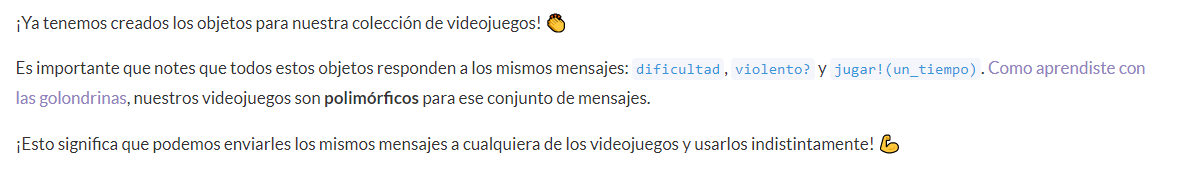 ¡Ya tenemos creados los objetos para nuestra colección de videojuegos! 👏
Es importante que notes que todos estos objetos responden a los mismos mensajes: dificultad, violento? y jugar!(un_tiempo). Como aprendiste con
las golondrinas, nuestros videojuegos son polimórficos para ese conjunto de mensajes.
¡Esto significa que podemos enviarles los mismos mensajes a cualquiera de los videojuegos y usarlos indistintamente! 💪